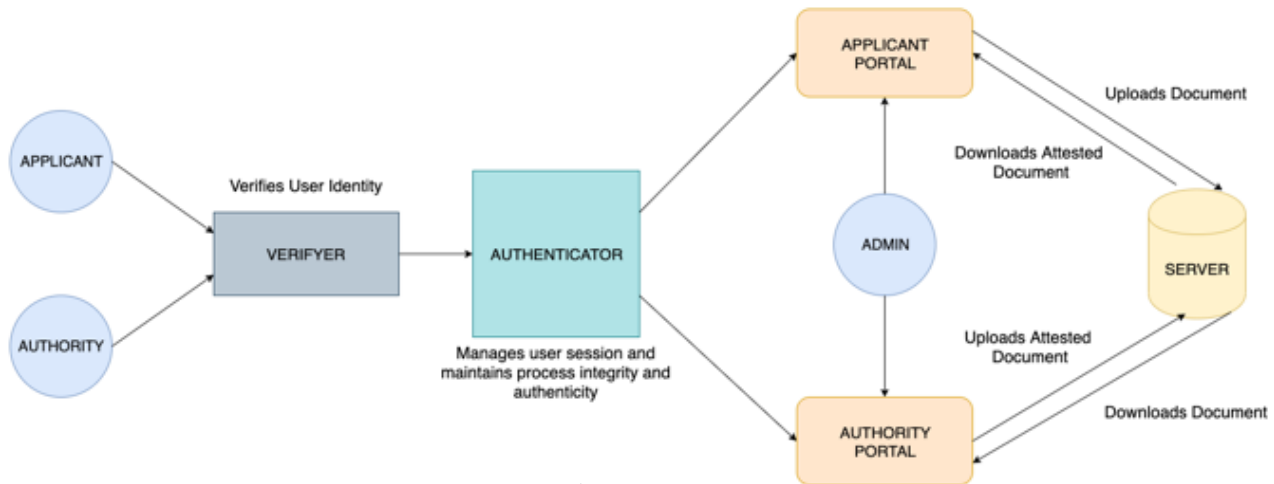 APPLICANT
PORTAL
Uploads Document
Downloads Attested
Document
APPLICANT
Verifies User Identity
VERIFYER
AUTHENTICATOR
ADMIN
SERVER
AUTHORITY
Manages user session and
maintains process integrity and
authenticity
Uploads Attested
Document
Downloads Document
AUTHORITY
PORTAL